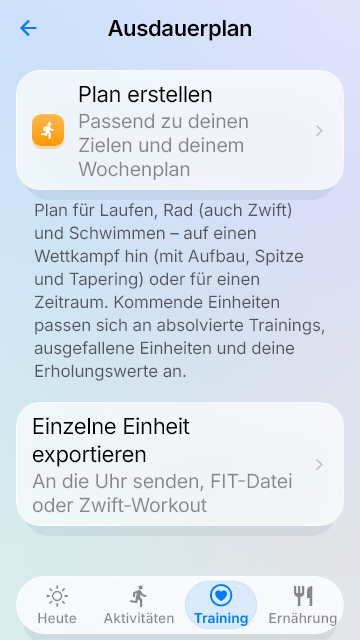 Ausdauerplan
Plan erstellen
Passend zu deinen
Zielen und deinem
Wochenplan
Plan für Laufen, Rad (auch Zwift)
und Schwimmen – auf einen
Wettkampf hin (mit Aufbau, Spitze
und Tapering) oder für einen
Zeitraum. Kommende Einheiten
passen sich an absolvierte Trainings,
ausgefallene Einheiten und deine
Erholungswerte an.
Einzelne Einheit
exportieren
An die Uhr senden, FIT-Datei
oder Zwift-Workout
Heute Aktivitäten Training Ernährung